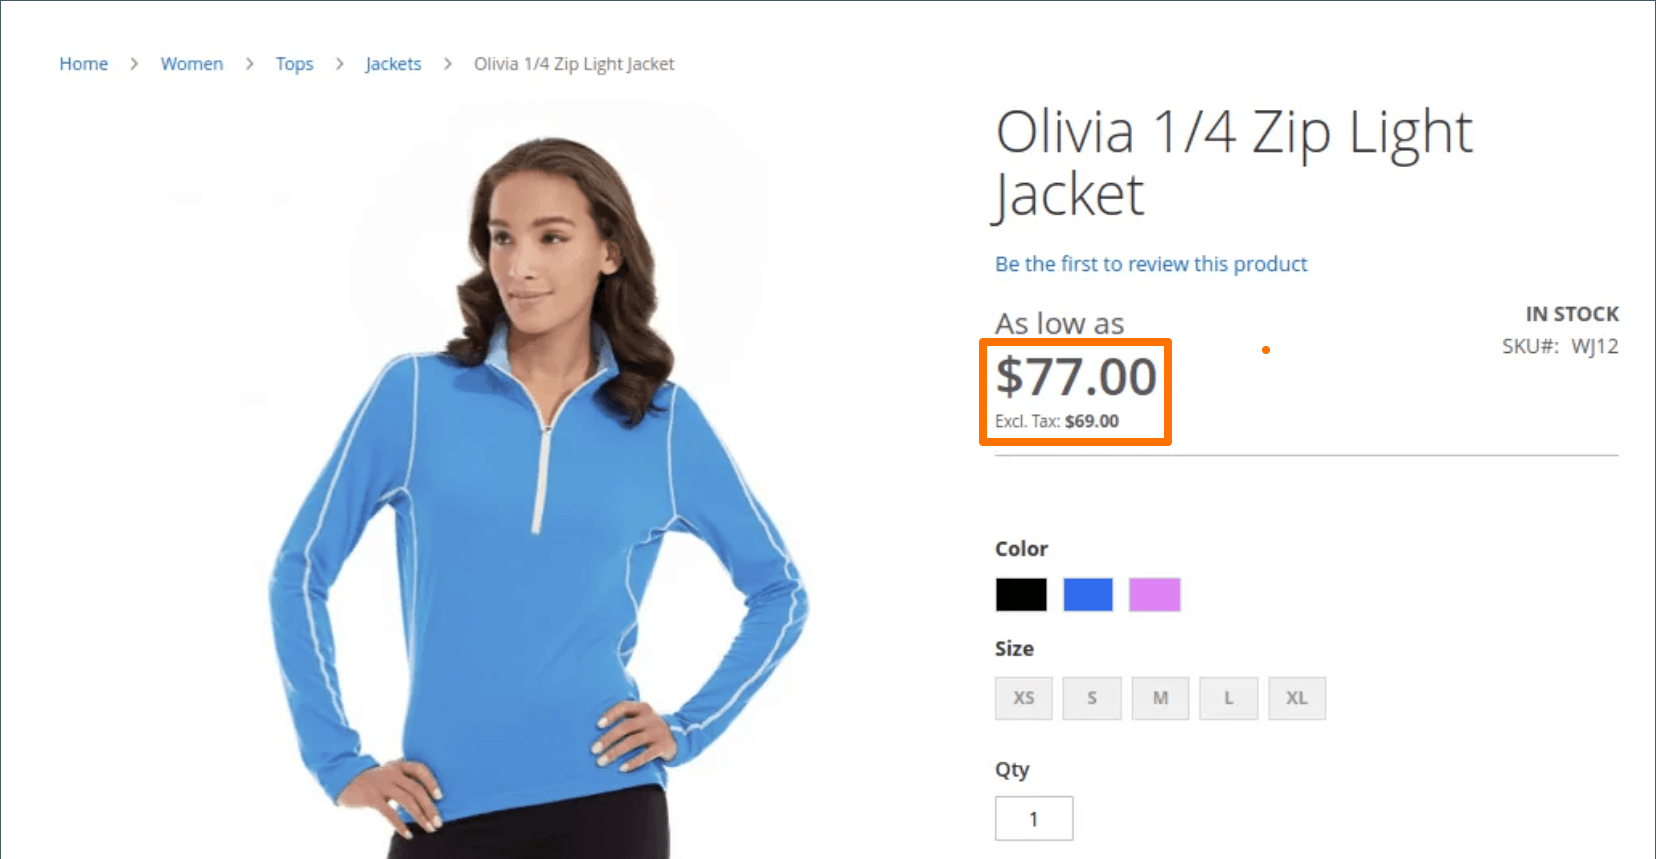 Home > Women > Tops > Jackets > Olivia 1/4 Zip Light Jacket
Olivia 1/4 Zip Light
Jacket
Be the first to review this product
As low as
IN STOCK
SKU#: WJ12
$77.00
Excl. Tax: $69.00
Color
Size
XS S M L XL
Qty
1